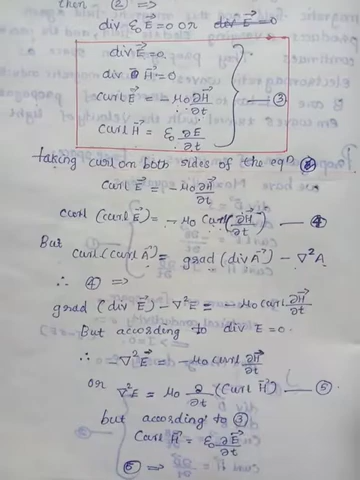 then (2) =>
div ε₀E⃗ = 0 or div E⃗ = 0
div E⃗ = 0
div H⃗ = 0
curl E⃗ = -μ₀ ∂H⃗/∂t — ③
curl H⃗ = ε₀ ∂E/∂t
taking curl on both sides of the eqn ③
curl E⃗ = -μ₀ ∂H⃗/∂t
curl (curl E⃗) = -μ₀ curl (∂H⃗/∂t) — ④
But curl (curl A⃗) = grad (div A⃗) - ∇²A
∴ ④ =>
grad (div E⃗) - ∇²E = -μ₀ curl ∂H⃗/∂t
But according to div E = 0.
∴ -∇²E⃗ = -μ₀ curl ∂H⃗/∂t
or ∇²E = μ₀ ∂/∂t (curl H⃗) — ⑤
but according to ③
curl H⃗ = ε₀ ∂E⃗/∂t
⑤ =>